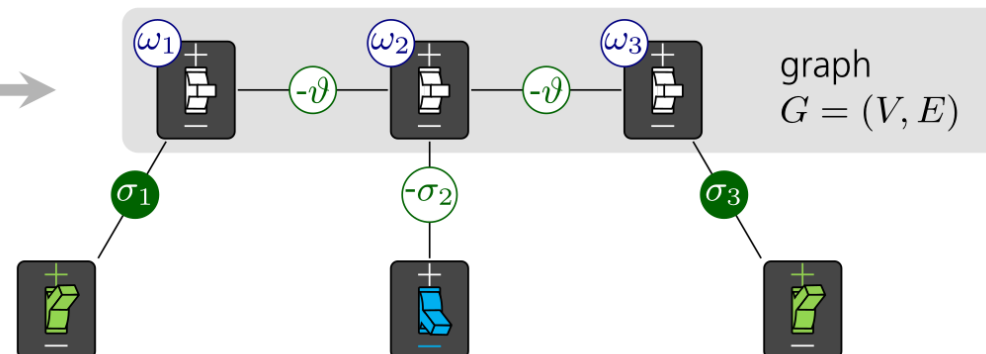 ω₁ ω₂ ω₃
+ + +
-ϑ -ϑ
− − −
graph
G = (V, E)
σ₁ -σ₂ σ₃
+ + +
− − −